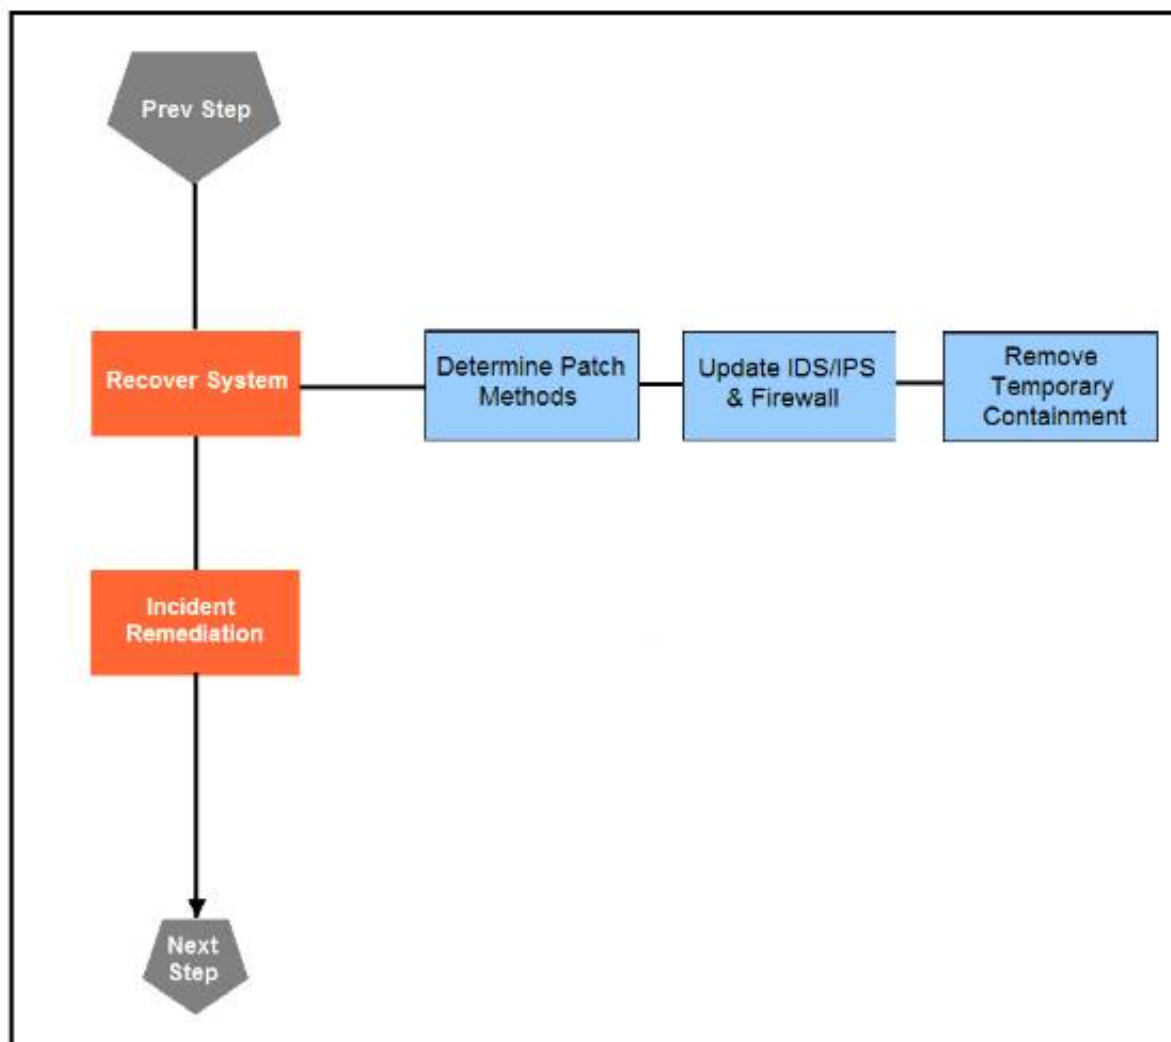 Prev Step
Recover System
Determine Patch
Methods
Update IDS/IPS
& Firewall
Remove
Temporary
Containment
Incident
Remediation
Next
Step